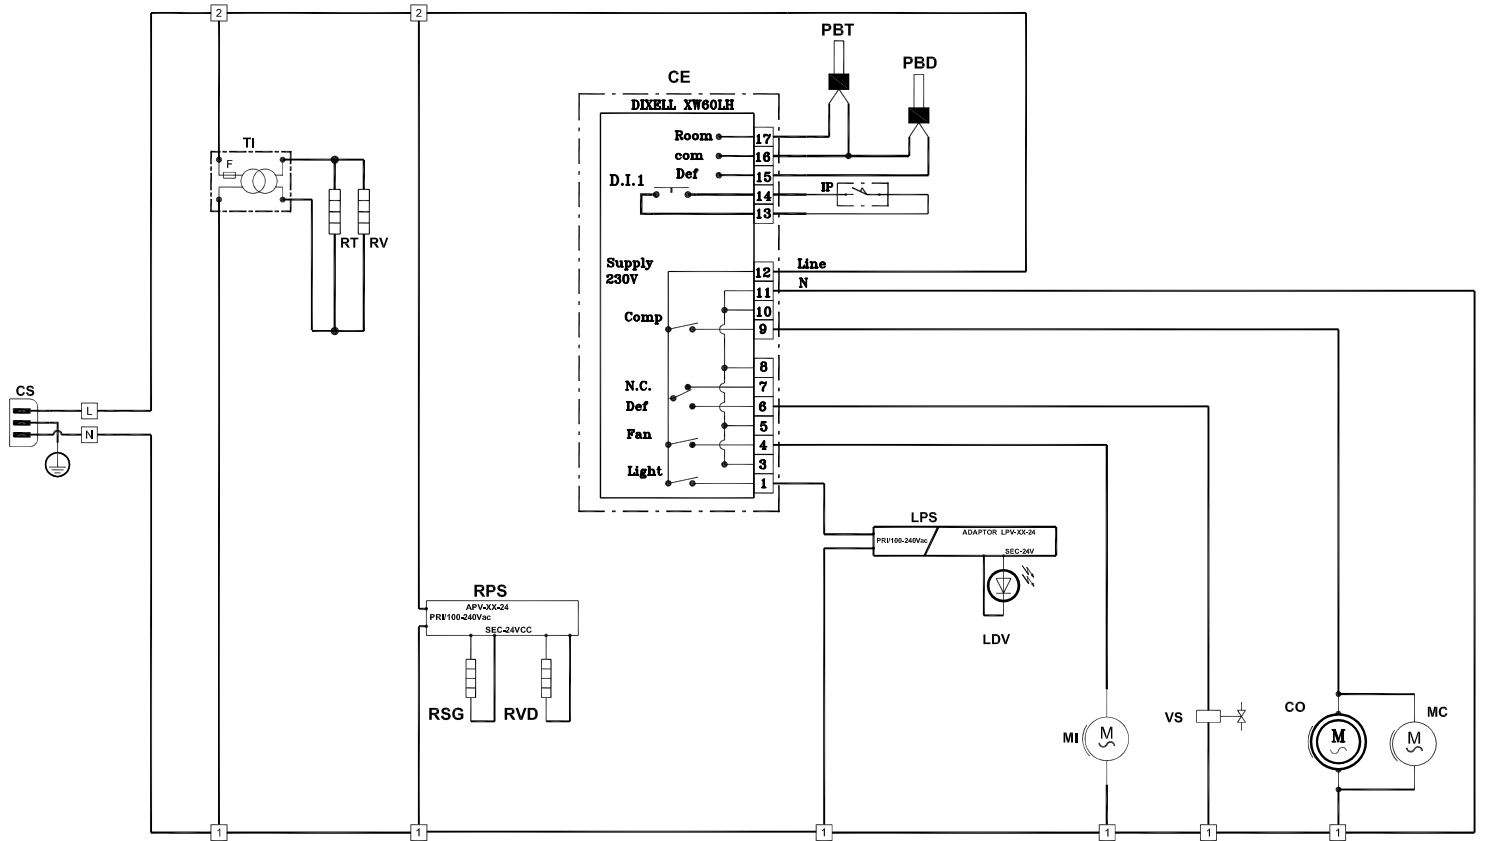 2
2
PBT
PBD
CE
DIXELL XW60LH
TI
F
Room
17
com
16
Def
15
D.I.1
14
IP
13
RT
RV
Supply
230V
12
Line
11
N
10
Comp
9
8
N.C.
7
Def
6
5
Fan
4
3
Light
1
CS
L
N
LPS
PRI/100-240Vac
ADAPTOR LPV-XX-24
SEC-24V
LDV
RPS
APV-XX-24
PRI/100-240Vac
SEC-24VCC
RSG
RVD
MI
M
VS
CO
M
MC
M
1
1
1
1
1
1